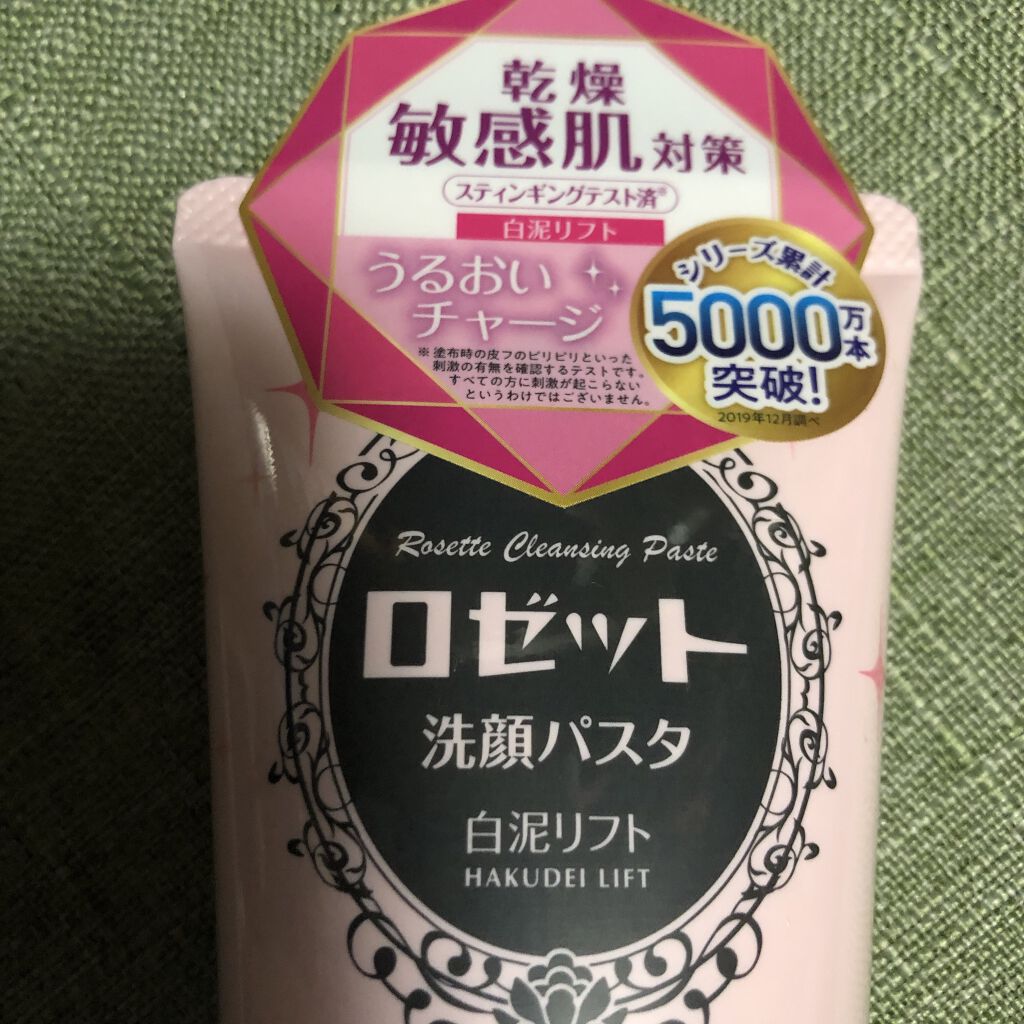 乾燥
敏感肌対策
スティンギングテスト済※
白泥リフト
うるおい
チャージ
※塗布時の皮フのピリピリといった
刺激の有無を確認するテストです。
すべての方に刺激が起こらない
というわけではございません。
シリーズ累計
5000万本
突破!
2019年12月調べ
Rosette Cleansing Paste
ロゼット
洗顔パスタ
白泥リフト
HAKUDEI LIFT